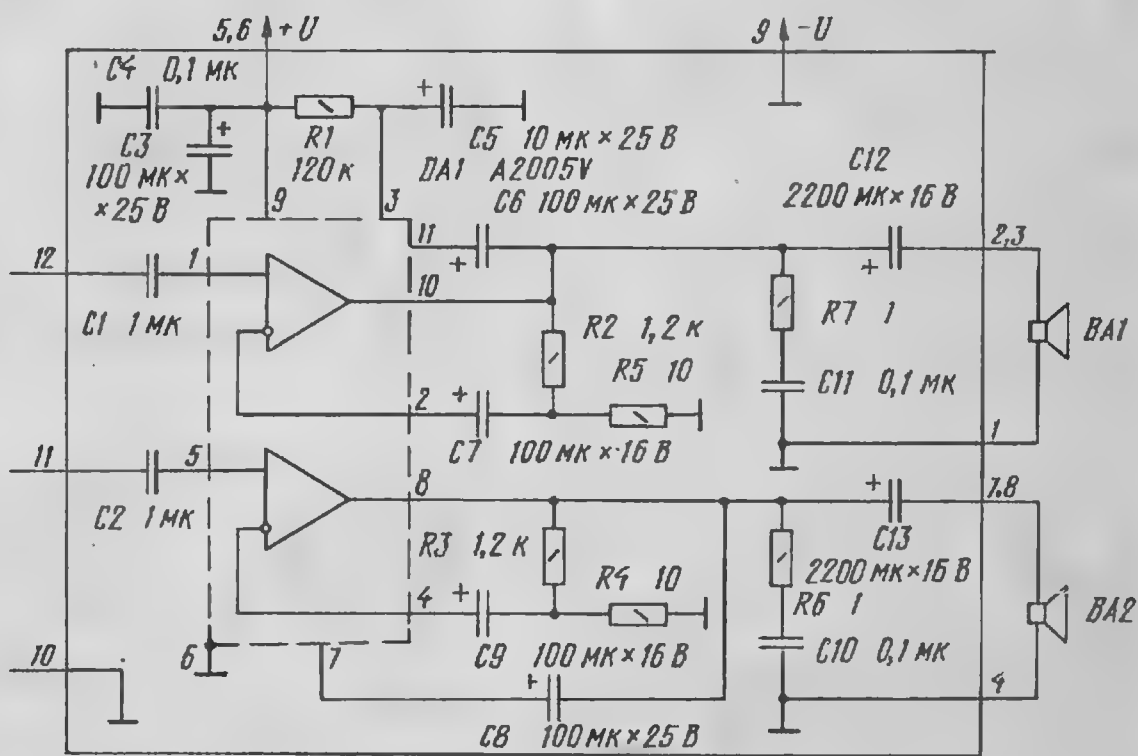 5,6 +U
9 -U
C4 0,1 мк
+
C3
100 мк×
×25 В
R1
120 к
+
C5 10 мк×25 В
DA1 A2005V
C6 100 мк×25 В
C12
2200 мк×16 В
9
3
11
+
+
2,3
12
1
10
C1 1 мк
R2 1,2 к
R7 1
BA1
R5 10
C11 0,1 мк
2
+
C7 100 мк×16 В
1
11
5
8
+
7,8
C2 1 мк
C13
R3 1,2 к
2200 мк×16 В
R4 10
R6 1
4
+
BA2
C9 100 мк×16 В
C10 0,1 мк
10
6
7
+
4
C8 100 мк×25 В